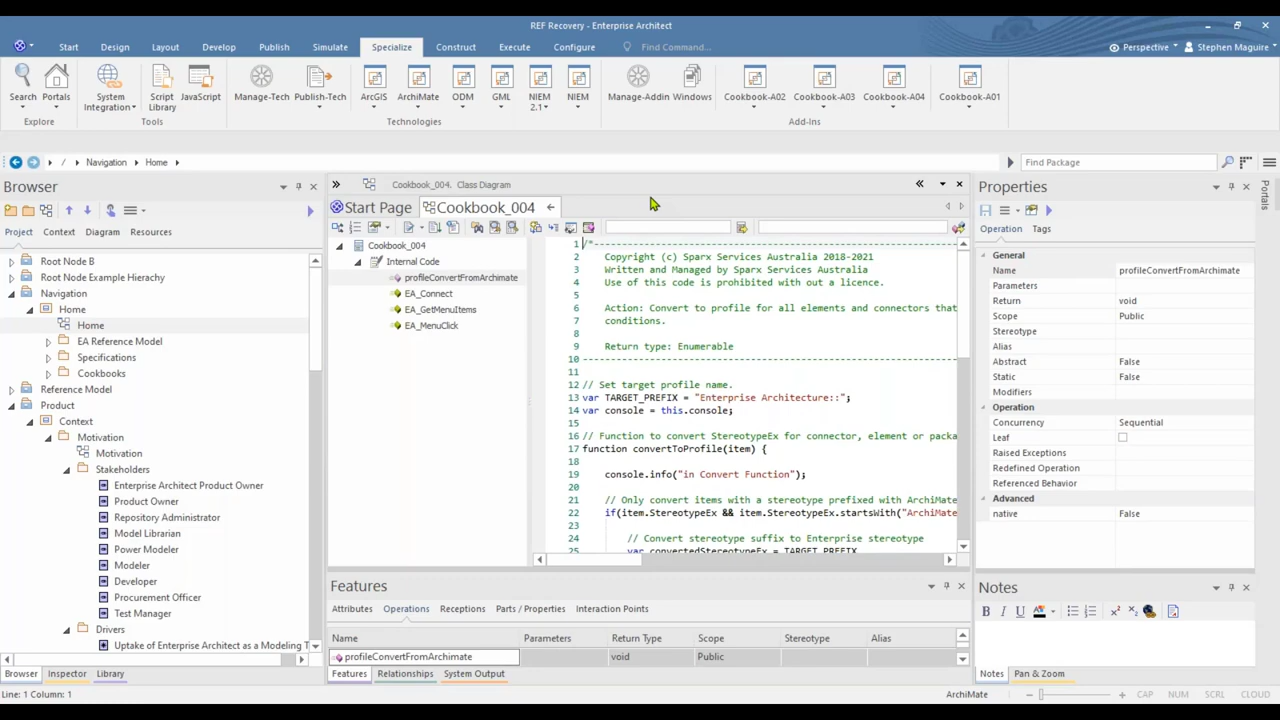 REF Recovery - Enterprise Architect
Start Design Layout Develop Publish Simulate Specialize Construct Execute Configure Find Command... Perspective Stephen Maguire
Search Portals System Integration Script Library JavaScript Manage-Tech Publish-Tech ArcGIS ArchiMate ODM GML NIEM 2.1 NIEM Manage-Addin Windows Cookbook-A02 Cookbook-A03 Cookbook-A04 Cookbook-A01
Explore Tools Technologies Add-Ins
/ Navigation Home Find Package
Browser
Project Context Diagram Resources
Root Node B
Root Node Example Hierachy
Navigation
Home
Home
EA Reference Model
Specifications
Cookbooks
Reference Model
Product
Context
Motivation
Motivation
Stakeholders
Enterprise Architect Product Owner
Product Owner
Repository Administrator
Model Librarian
Power Modeler
Modeler
Developer
Procurement Officer
Test Manager
Drivers
Uptake of Enterprise Architect as a Modeling T
Browser Inspector Library
Cookbook_004. Class Diagram
Start Page Cookbook_004
Cookbook_004
Internal Code
profileConvertFromArchimate
EA_Connect
EA_GetMenuItems
EA_MenuClick
1 /*-----------------------------------------------------------
2 Copyright (c) Sparx Services Australia 2018-2021
3 Written and Managed by Sparx Services Australia
4 Use of this code is prohibited with out a licence.
5
6 Action: Convert to profile for all elements and connectors that
7 conditions.
8
9 Return type: Enumerable
10 -------------------------------------------------------------
11
12 // Set target profile name.
13 var TARGET_PREFIX = "Enterprise Architecture::";
14 var console = this.console;
15
16 // Function to convert StereotypeEx for connector, element or packa
17 function convertToProfile(item) {
18
19 console.info("in Convert Function");
20
21 // Only convert items with a stereotype prefixed with ArchiMate
22 if(item.StereotypeEx && item.StereotypeEx.startsWith("ArchiMate
23
24 // Convert stereotype suffix to Enterprise stereotype
25 var convertedStereotypeEx = TARGET_PREFIX
Features
Attributes Operations Receptions Parts / Properties Interaction Points
Name Parameters Return Type Scope Stereotype Alias
profileConvertFromArchimate void Public
Features Relationships System Output
Properties
Operation Tags
General
Name profileConvertFromArchimate
Parameters
Return void
Scope Public
Stereotype
Alias
Abstract False
Static False
Modifiers
Operation
Concurrency Sequential
Leaf
Raised Exceptions
Redefined Operation
Referenced Behavior
Advanced
native False
Portals
Notes
B I U A
Notes Pan & Zoom
Line: 1 Column: 1 ArchiMate CAP NUM SCRL CLOUD